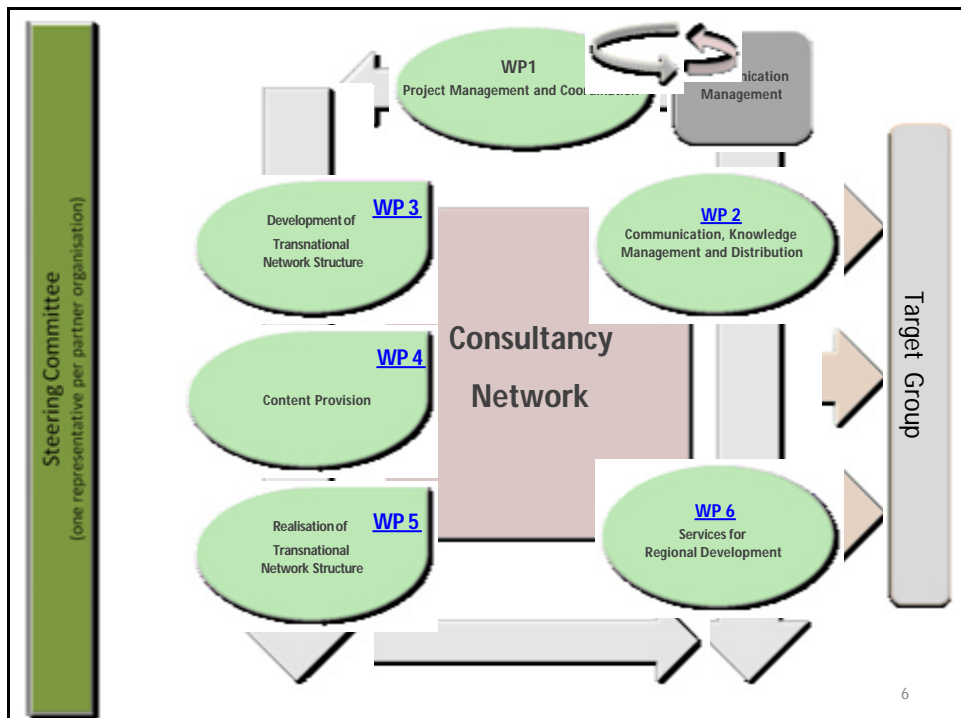 Steering Committee
(one representative per partner organisation)
WP1
Project Management and Coordination
Management
WP 3
Development of
Transnational
Network Structure
WP 2
Communication, Knowledge
Management and Distribution
Consultancy
Network
WP 4
Content Provision
WP 5
Realisation of
Transnational
Network Structure
WP 6
Services for
Regional Development
Target Group
6